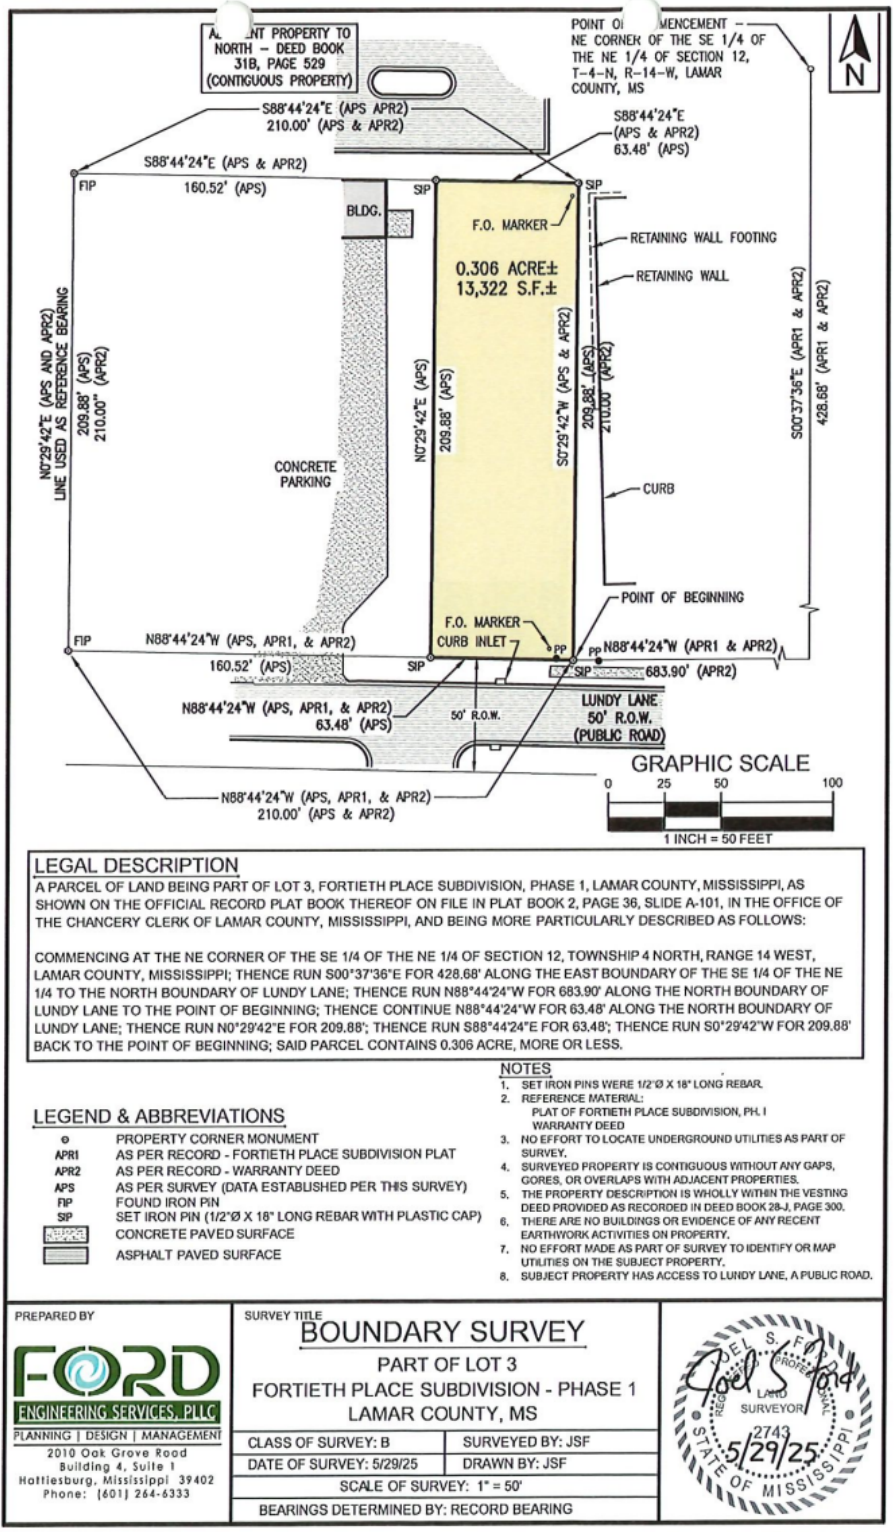 NT PROPERTY TO
NORTH - DEED BOOK
31B, PAGE 529
(CONTIGUOUS PROPERTY)
POINT OF MENCEMENT -
NE CORNER OF THE SE 1/4 OF
THE NE 1/4 OF SECTION 12,
T-4-N, R-14-W, LAMAR
COUNTY, MS
N
S88°44'24"E (APS APR2)
210.00' (APS & APR2)
S88°44'24"E
(APS & APR2)
63.48' (APS)
S88°44'24"E (APS & APR2)
160.52' (APS)
FIP
SIP
SIP
BLDG.
F.O. MARKER
RETAINING WALL FOOTING
RETAINING WALL
0.306 ACRE±
13,322 S.F.±
N0°29'42"E (APS AND APR2)
LINE USED AS REFERENCE BEARING
209.88' (APS)
210.00" (APR2)
N0°29'42"E (APS)
209.88' (APS)
S0°29'42"W (APS & APR2)
209.88' (APS)
210.00' (APR2)
S00°37'36"E (APR1 & APR2)
428.68' (APR1 & APR2)
CONCRETE
PARKING
CURB
POINT OF BEGINNING
F.O. MARKER
CURB INLET
PP
PP
FIP
N88°44'24"W (APS, APR1, & APR2)
160.52' (APS)
SIP
SIP
N88°44'24"W (APR1 & APR2)
683.90' (APR2)
N88°44'24"W (APS, APR1, & APR2)
63.48' (APS)
50' R.O.W.
LUNDY LANE
50' R.O.W.
(PUBLIC ROAD)
N88°44'24"W (APS, APR1, & APR2)
210.00' (APS & APR2)
GRAPHIC SCALE
0 25 50 100
1 INCH = 50 FEET
LEGAL DESCRIPTION
A PARCEL OF LAND BEING PART OF LOT 3, FORTIETH PLACE SUBDIVISION, PHASE 1, LAMAR COUNTY, MISSISSIPPI, AS
SHOWN ON THE OFFICIAL RECORD PLAT BOOK THEREOF ON FILE IN PLAT BOOK 2, PAGE 36, SLIDE A-101, IN THE OFFICE OF
THE CHANCERY CLERK OF LAMAR COUNTY, MISSISSIPPI, AND BEING MORE PARTICULARLY DESCRIBED AS FOLLOWS:
COMMENCING AT THE NE CORNER OF THE SE 1/4 OF THE NE 1/4 OF SECTION 12, TOWNSHIP 4 NORTH, RANGE 14 WEST,
LAMAR COUNTY, MISSISSIPPI; THENCE RUN S00°37'36"E FOR 428.68' ALONG THE EAST BOUNDARY OF THE SE 1/4 OF THE NE
1/4 TO THE NORTH BOUNDARY OF LUNDY LANE; THENCE RUN N88°44'24"W FOR 683.90' ALONG THE NORTH BOUNDARY OF
LUNDY LANE TO THE POINT OF BEGINNING; THENCE CONTINUE N88°44'24"W FOR 63.48' ALONG THE NORTH BOUNDARY OF
LUNDY LANE; THENCE RUN N0°29'42"E FOR 209.88'; THENCE RUN S88°44'24"E FOR 63.48'; THENCE RUN S0°29'42"W FOR 209.88'
BACK TO THE POINT OF BEGINNING; SAID PARCEL CONTAINS 0.306 ACRE, MORE OR LESS.
LEGEND & ABBREVIATIONS
PROPERTY CORNER MONUMENT
APR1 AS PER RECORD - FORTIETH PLACE SUBDIVISION PLAT
APR2 AS PER RECORD - WARRANTY DEED
APS AS PER SURVEY (DATA ESTABLISHED PER THIS SURVEY)
FIP FOUND IRON PIN
SIP SET IRON PIN (1/2"Ø X 18" LONG REBAR WITH PLASTIC CAP)
CONCRETE PAVED SURFACE
ASPHALT PAVED SURFACE
NOTES
1. SET IRON PINS WERE 1/2"Ø X 18" LONG REBAR.
2. REFERENCE MATERIAL:
PLAT OF FORTIETH PLACE SUBDIVISION, PH. I
WARRANTY DEED
3. NO EFFORT TO LOCATE UNDERGROUND UTILITIES AS PART OF
SURVEY.
4. SURVEYED PROPERTY IS CONTIGUOUS WITHOUT ANY GAPS,
GORES, OR OVERLAPS WITH ADJACENT PROPERTIES.
5. THE PROPERTY DESCRIPTION IS WHOLLY WITHIN THE VESTING
DEED PROVIDED AS RECORDED IN DEED BOOK 28-J, PAGE 300.
6. THERE ARE NO BUILDINGS OR EVIDENCE OF ANY RECENT
EARTHWORK ACTIVITIES ON PROPERTY.
7. NO EFFORT MADE AS PART OF SURVEY TO IDENTIFY OR MAP
UTILITIES ON THE SUBJECT PROPERTY.
8. SUBJECT PROPERTY HAS ACCESS TO LUNDY LANE, A PUBLIC ROAD.
PREPARED BY
FORD
ENGINEERING SERVICES, PLLC
PLANNING | DESIGN | MANAGEMENT
2010 Oak Grove Road
Building 4, Suite 1
Hattiesburg, Mississippi 39402
Phone: (601) 264-6333
SURVEY TITLE
BOUNDARY SURVEY
PART OF LOT 3
FORTIETH PLACE SUBDIVISION - PHASE 1
LAMAR COUNTY, MS
CLASS OF SURVEY: B
SURVEYED BY: JSF
DATE OF SURVEY: 5/29/25
DRAWN BY: JSF
SCALE OF SURVEY: 1" = 50'
BEARINGS DETERMINED BY: RECORD BEARING
JOEL S. FORD
Joel S Ford
PROFESSIONAL
LAND
SURVEYOR
2743
5/29/25
STATE OF MISSISSIPPI